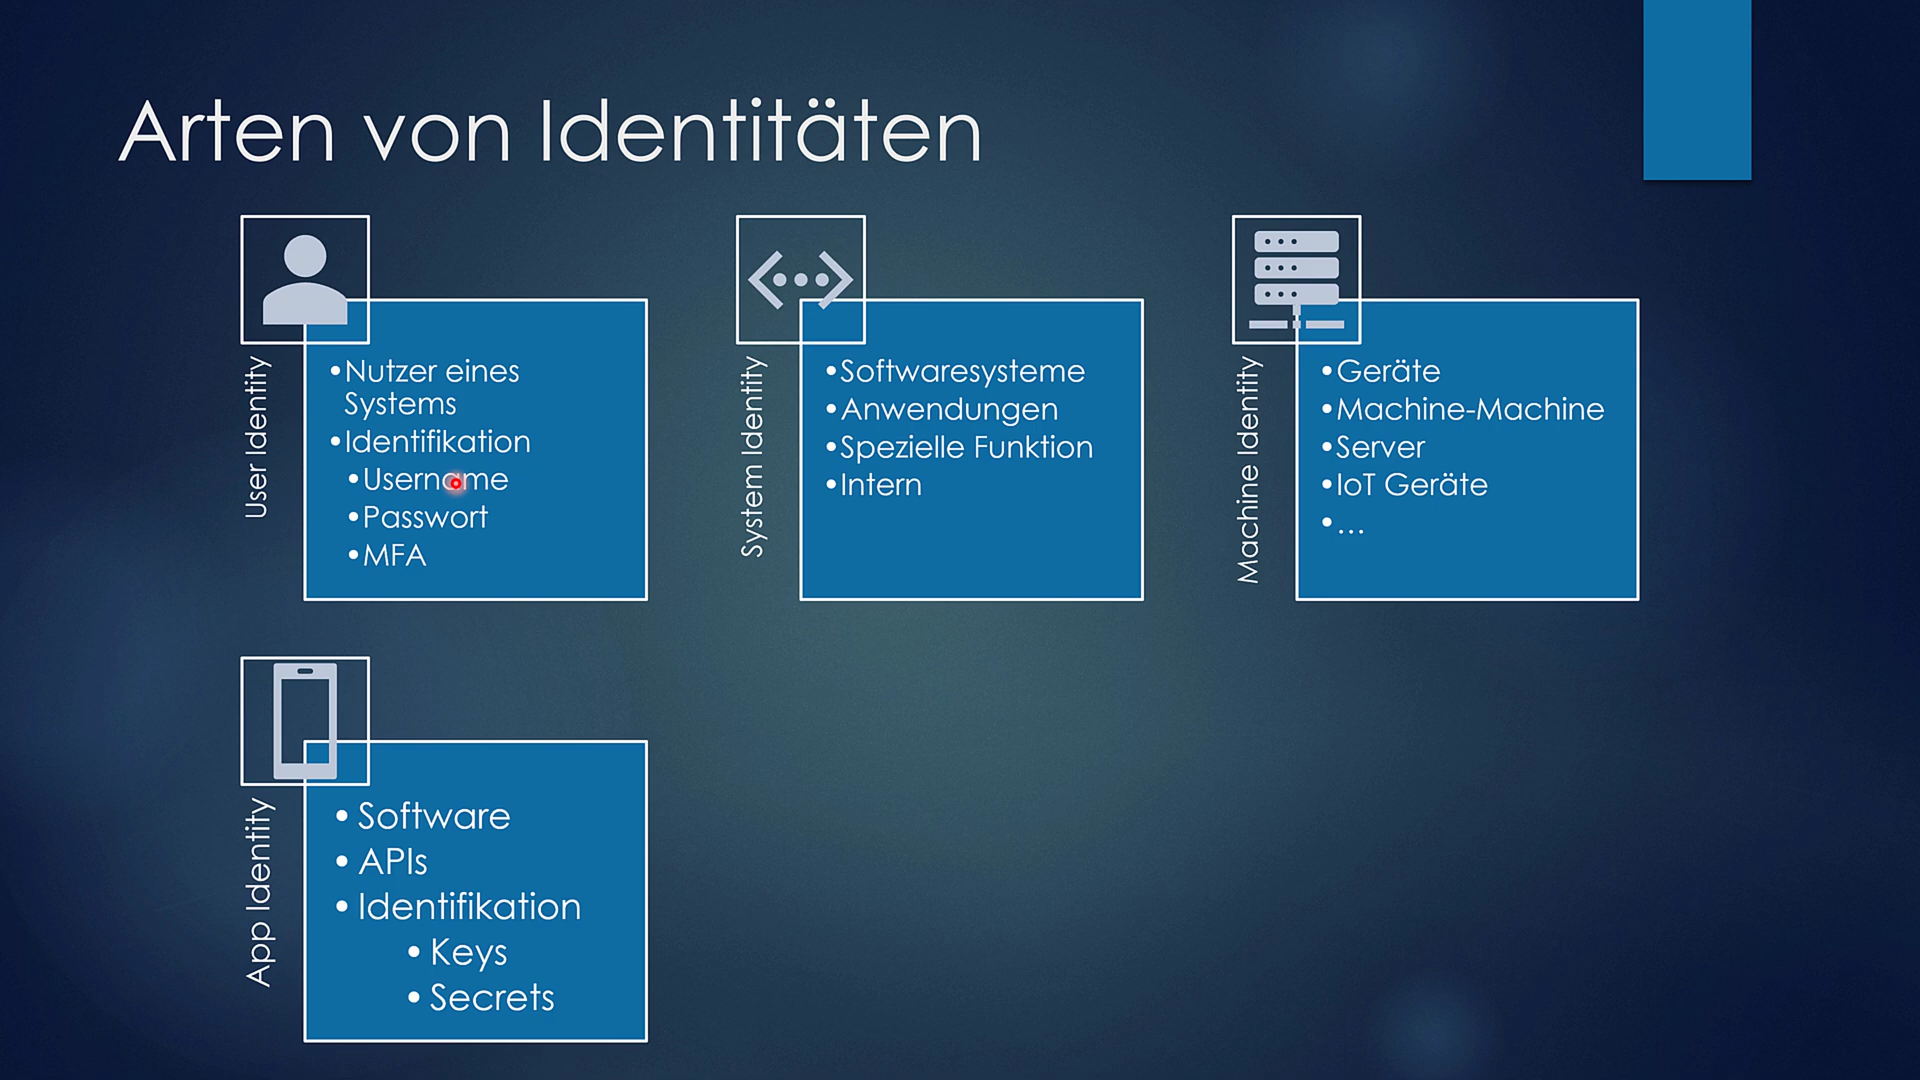 Arten von Identitäten
User Identity
•Nutzer eines
Systems
•Identifikation
•Username
•Passwort
•MFA
System Identity
•Softwaresysteme
•Anwendungen
•Spezielle Funktion
•Intern
Machine Identity
•Geräte
•Machine-Machine
•Server
•IoT Geräte
•...
App Identity
• Software
• APIs
• Identifikation
• Keys
• Secrets